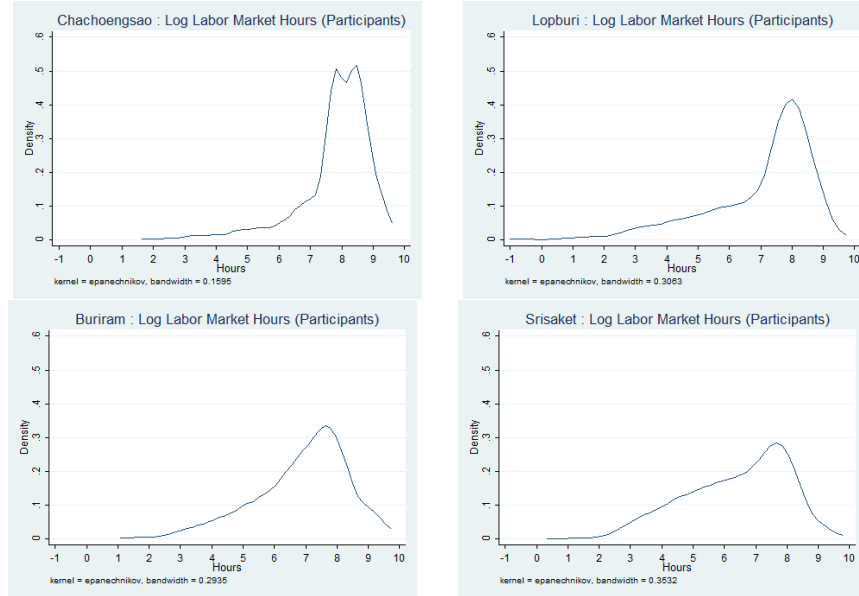 Chachoengsao : Log Labor Market Hours (Participants)
.6
.5
.4
.3
.2
.1
0
Density
-1 0 1 2 3 4 5 6 7 8 9 10
Hours
kernel = epanechnikov, bandwidth = 0.1595
Lopburi : Log Labor Market Hours (Participants)
.6
.5
.4
.3
.2
.1
0
Density
-1 0 1 2 3 4 5 6 7 8 9 10
Hours
kernel = epanechnikov, bandwidth = 0.3063
Buriram : Log Labor Market Hours (Participants)
.6
.5
.4
.3
.2
.1
0
Density
-1 0 1 2 3 4 5 6 7 8 9 10
Hours
kernel = epanechnikov, bandwidth = 0.2935
Srisaket : Log Labor Market Hours (Participants)
.6
.5
.4
.3
.2
.1
0
Density
-1 0 1 2 3 4 5 6 7 8 9 10
Hours
kernel = epanechnikov, bandwidth = 0.3532